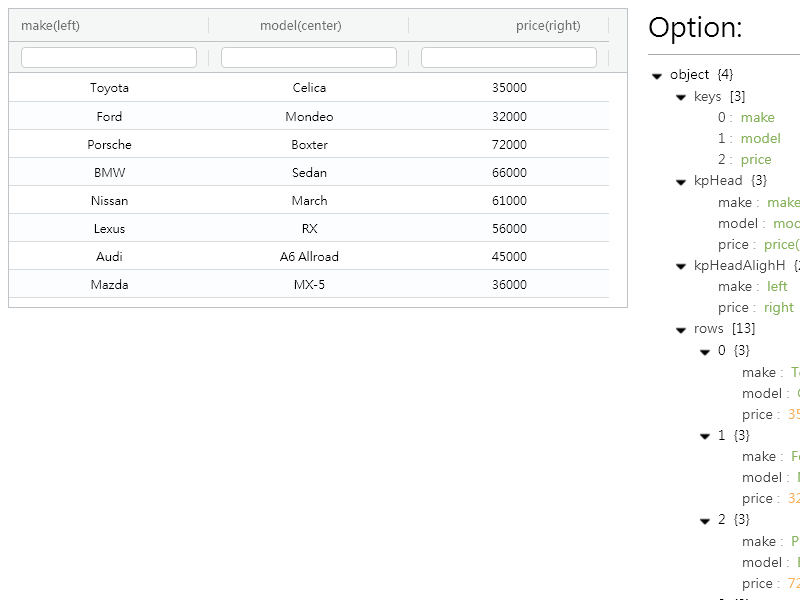 make(left) model(center) price(right)
Toyota Celica 35000
Ford Mondeo 32000
Porsche Boxter 72000
BMW Sedan 66000
Nissan March 61000
Lexus RX 56000
Audi A6 Allroad 45000
Mazda MX-5 36000
Option:
object {4}
keys [3]
0 : make
1 : model
2 : price
kpHead {3}
make : make
model : mod
price : price(
kpHeadAlighH {2
make : left
price : right
rows [13]
0 {3}
make : To
model :
price : 35
1 {3}
make : Fo
model :
price : 32
2 {3}
make : P
model :
price : 72